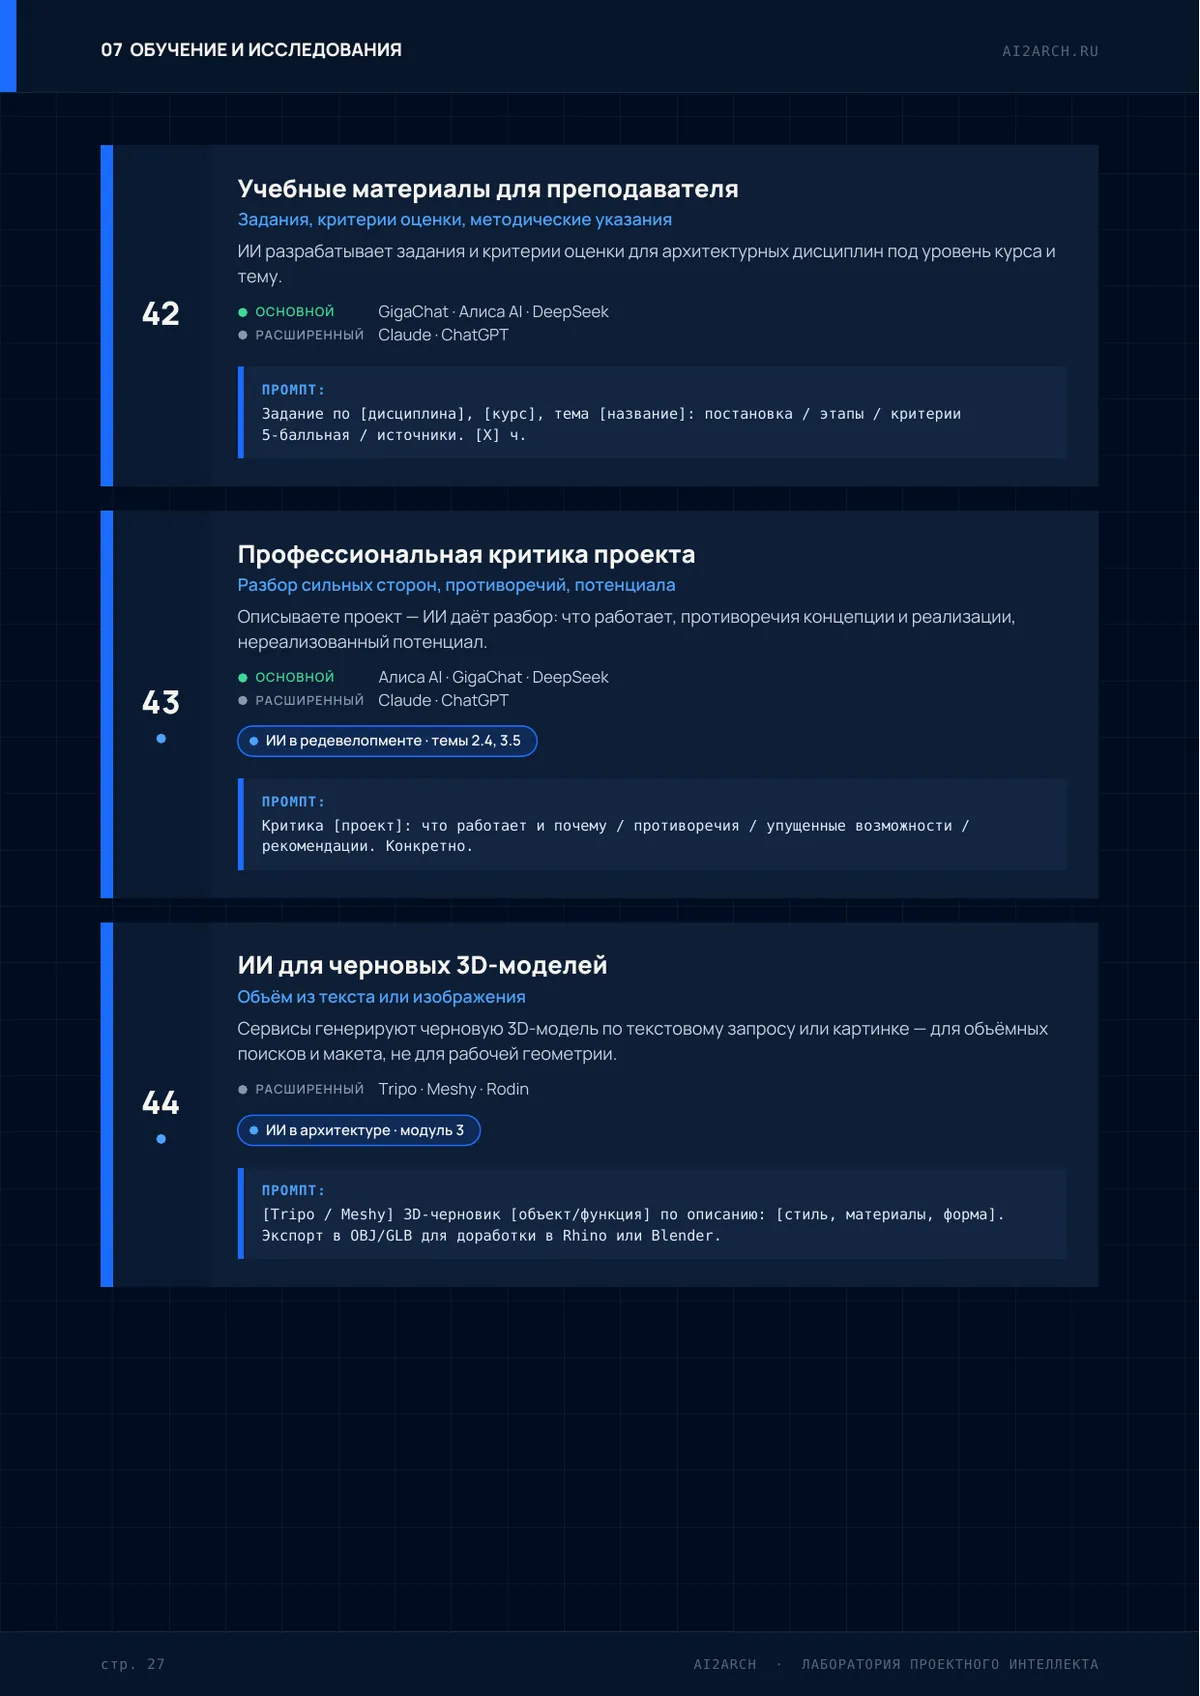 07 ОБУЧЕНИЕ И ИССЛЕДОВАНИЯ
AI2ARCH.RU
42
Учебные материалы для преподавателя
Задания, критерии оценки, методические указания
ИИ разрабатывает задания и критерии оценки для архитектурных дисциплин под уровень курса и
тему.
ОСНОВНОЙ GigaChat · Алиса AI · DeepSeek
РАСШИРЕННЫЙ Claude · ChatGPT
ПРОМПТ:
Задание по [дисциплина], [курс], тема [название]: постановка / этапы / критерии
5-балльная / источники. [X] ч.
43
Профессиональная критика проекта
Разбор сильных сторон, противоречий, потенциала
Описываете проект — ИИ даёт разбор: что работает, противоречия концепции и реализации,
нереализованный потенциал.
ОСНОВНОЙ Алиса AI · GigaChat · DeepSeek
РАСШИРЕННЫЙ Claude · ChatGPT
ИИ в редевелопменте · темы 2.4, 3.5
ПРОМПТ:
Критика [проект]: что работает и почему / противоречия / упущенные возможности /
рекомендации. Конкретно.
44
ИИ для черновых 3D-моделей
Объём из текста или изображения
Сервисы генерируют черновую 3D-модель по текстовому запросу или картинке — для объёмных
поисков и макета, не для рабочей геометрии.
РАСШИРЕННЫЙ Tripo · Meshy · Rodin
ИИ в архитектуре · модуль 3
ПРОМПТ:
[Tripo / Meshy] 3D-черновик [объект/функция] по описанию: [стиль, материалы, форма].
Экспорт в OBJ/GLB для доработки в Rhino или Blender.
стр. 27
AI2ARCH · ЛАБОРАТОРИЯ ПРОЕКТНОГО ИНТЕЛЛЕКТА